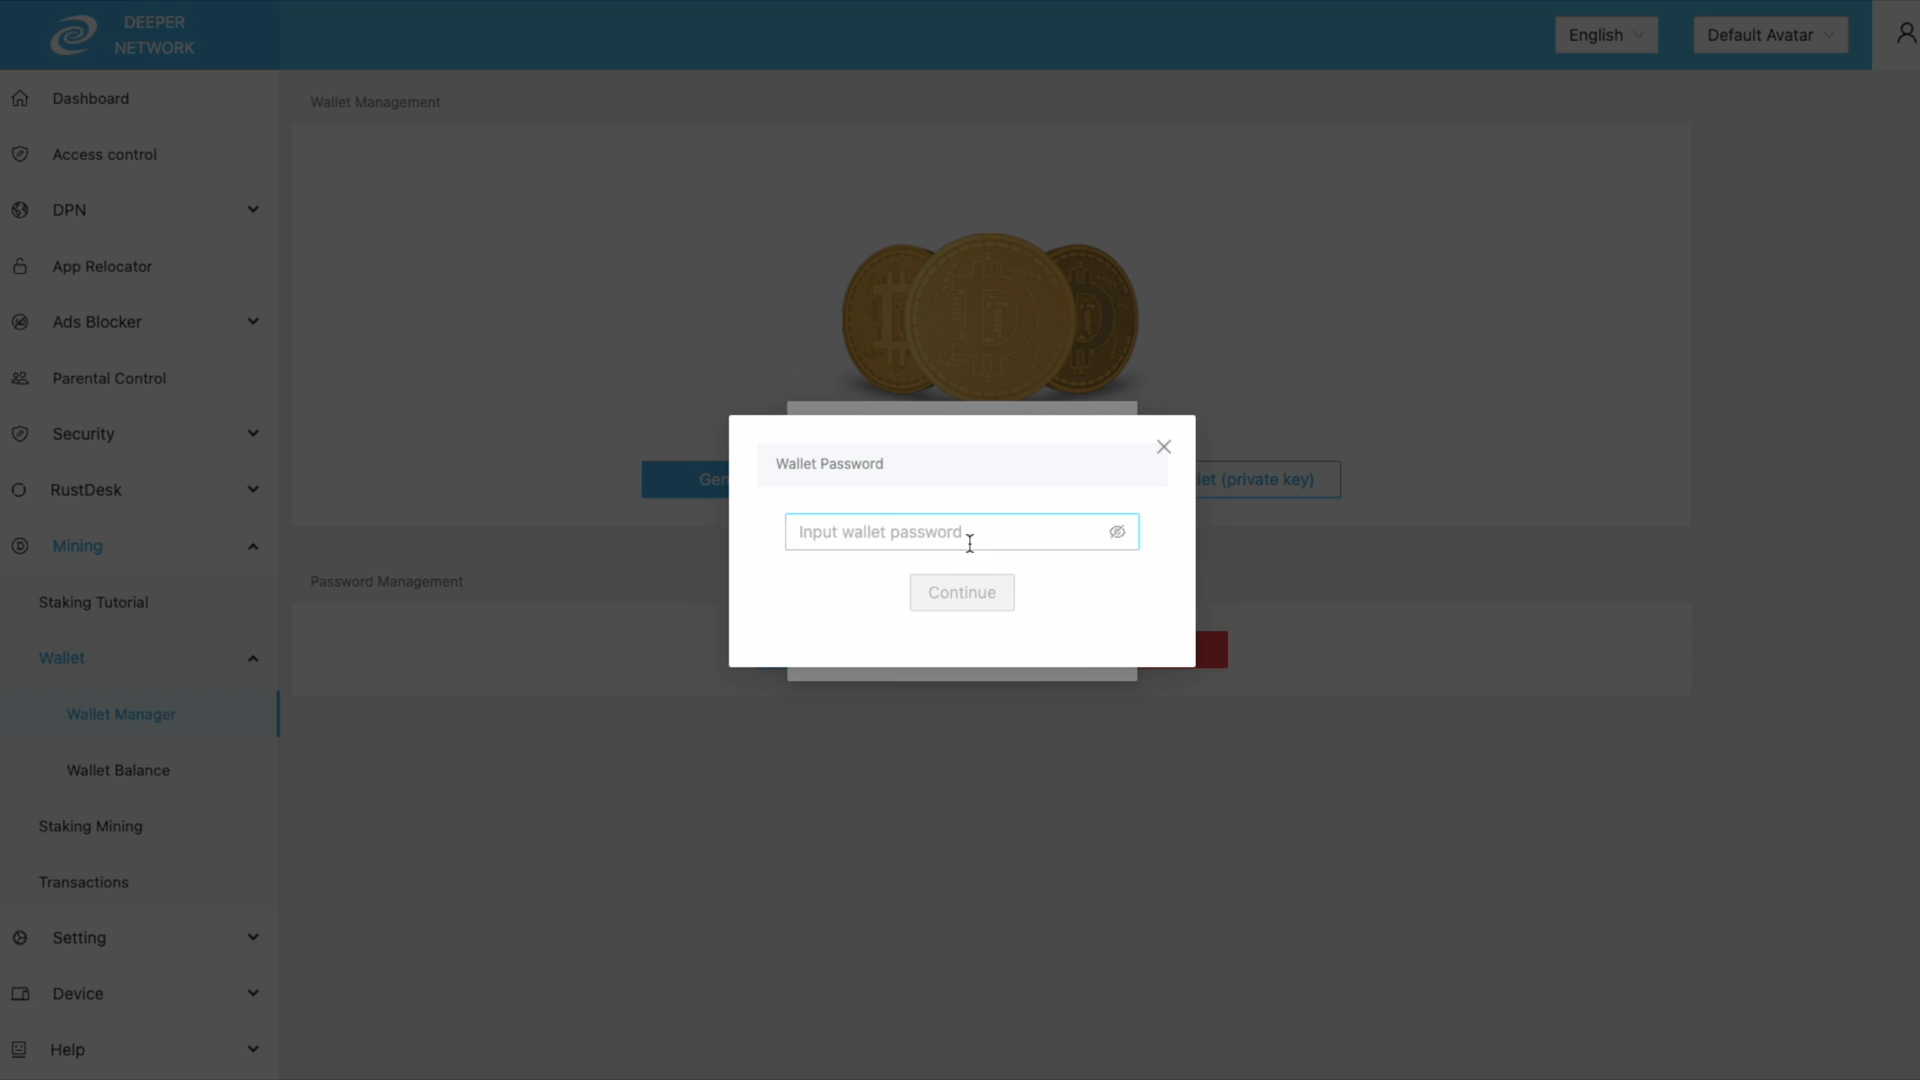 DEEPER
NETWORK
English
Default Avatar
Dashboard
Access control
DPN
App Relocator
Ads Blocker
Parental Control
Security
RustDesk
Mining
Staking Tutorial
Wallet
Wallet Manager
Wallet Balance
Staking Mining
Transactions
Setting
Device
Help
Wallet Management
(private key)
Password Management
Wallet Password
Input wallet password
Continue